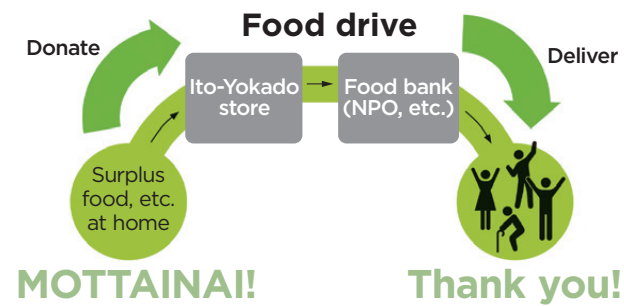 Food drive
Donate
Deliver
Ito-Yokado
store
Food bank
(NPO, etc.)
Surplus
food, etc.
at home
MOTTAINAI!
Thank you!